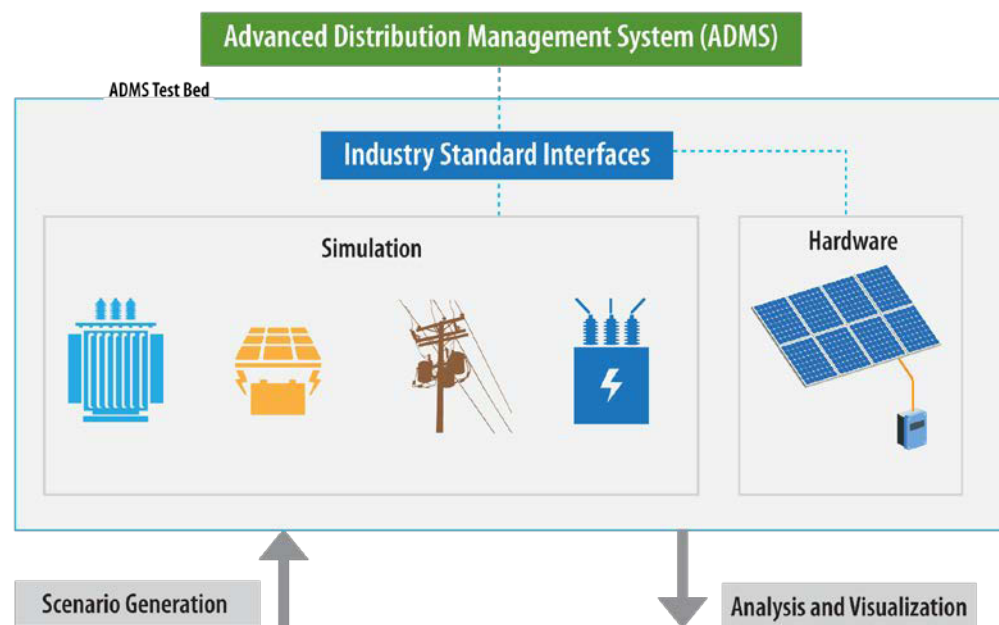 Advanced Distribution Management System (ADMS)
ADMS Test Bed
Industry Standard Interfaces
Simulation
Hardware
Scenario Generation
Analysis and Visualization